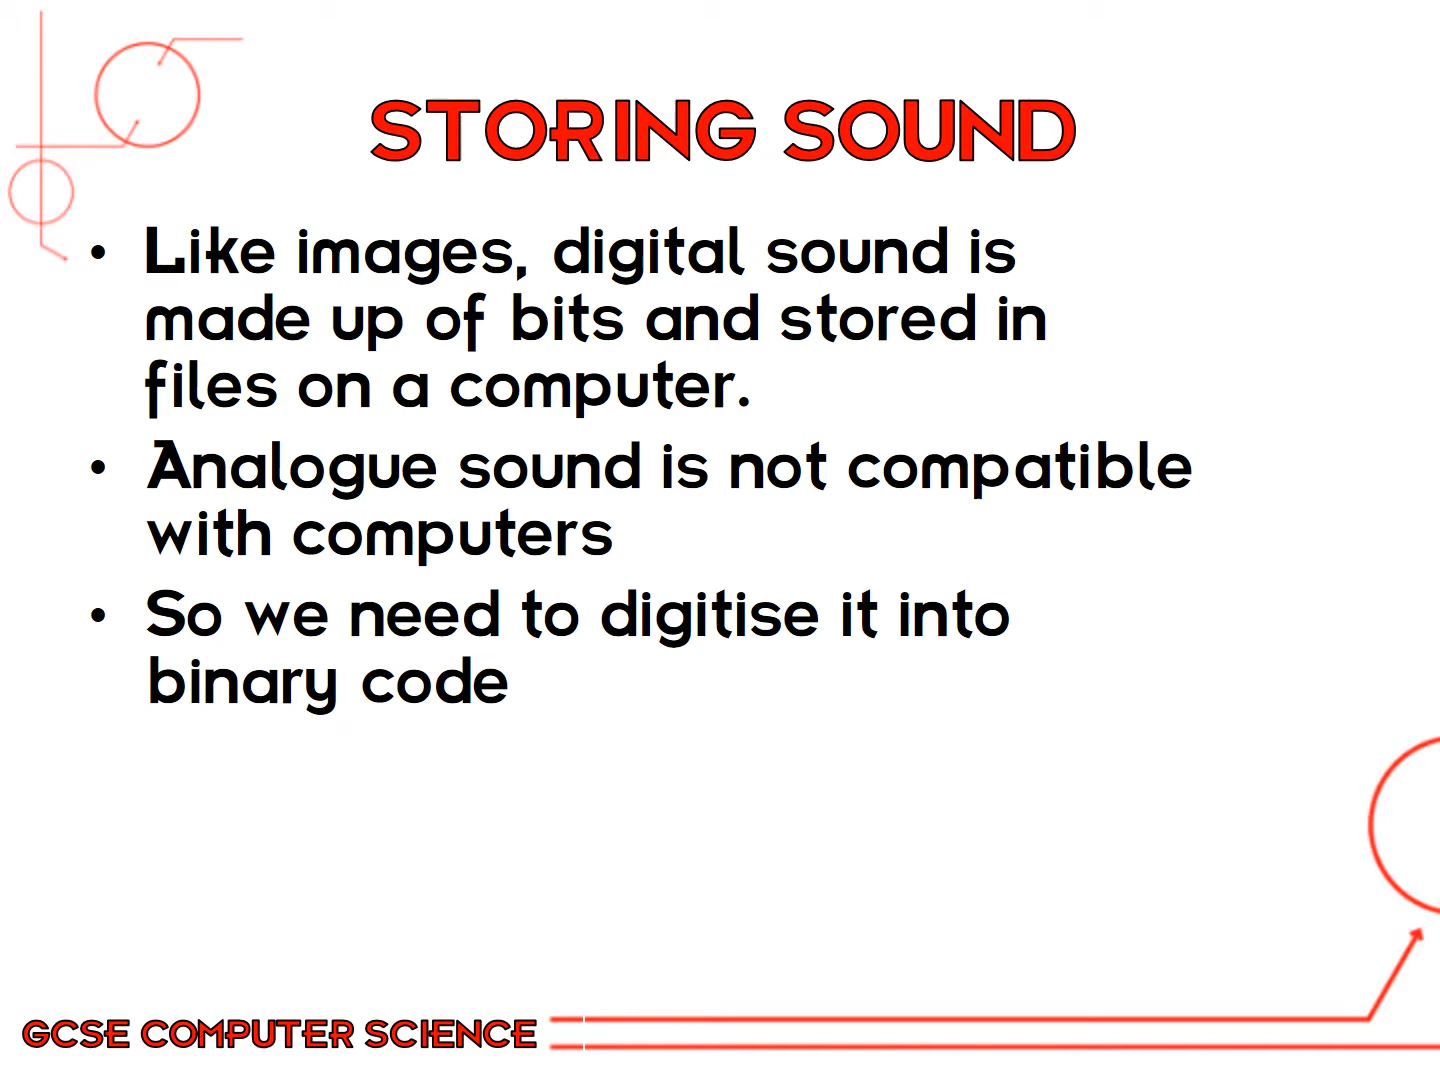 STORING SOUND
• Like images, digital sound is
made up of bits and stored in
files on a computer.
• Analogue sound is not compatible
with computers
• So we need to digitise it into
binary code
GCSE COMPUTER SCIENCE